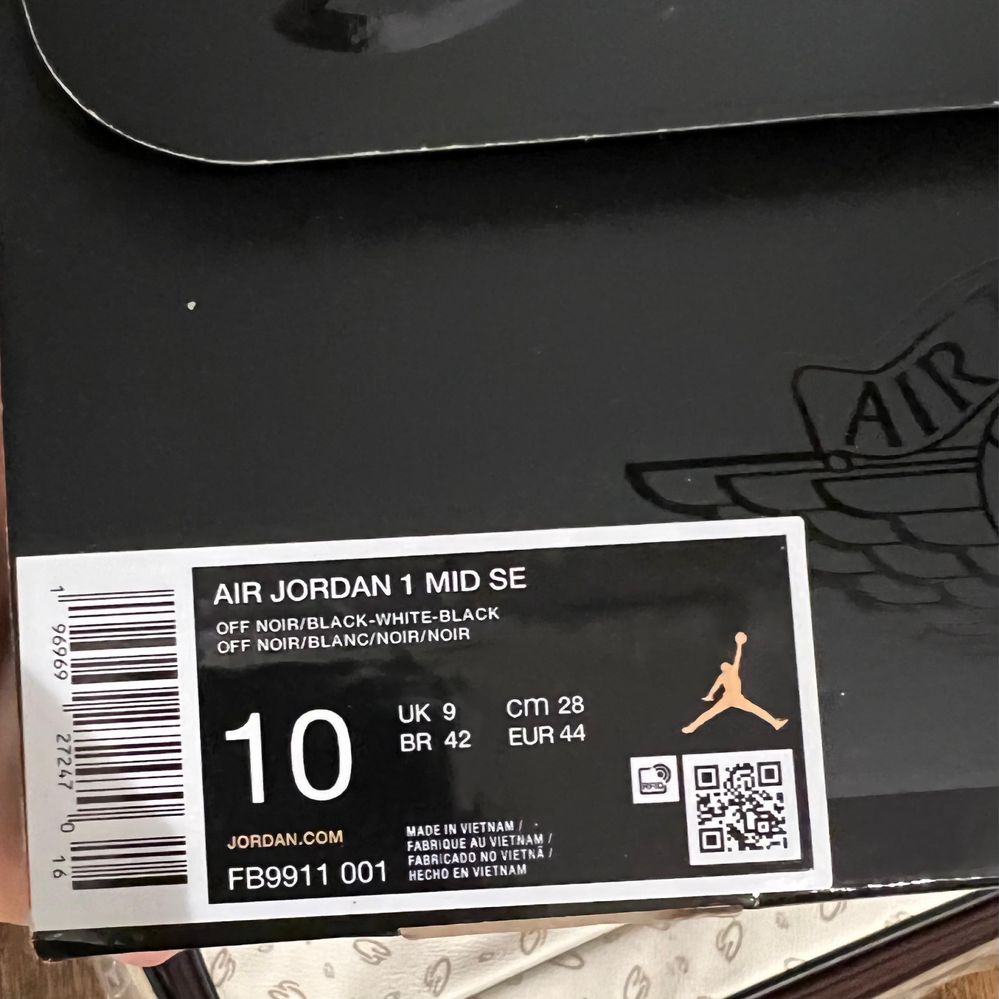 AIR
AIR JORDAN 1 MID SE
OFF NOIR/BLACK-WHITE-BLACK
OFF NOIR/BLANC/NOIR/NOIR
10
UK 9
cm 28
BR 42
EUR 44
RFID
JORDAN.COM
FB9911 001
MADE IN VIETNAM /
FABRIQUE AU VIETNAM /
FABRICADO NO VIETNÃ /
HECHO EN VIETNAM
1 96969 27247 0 16